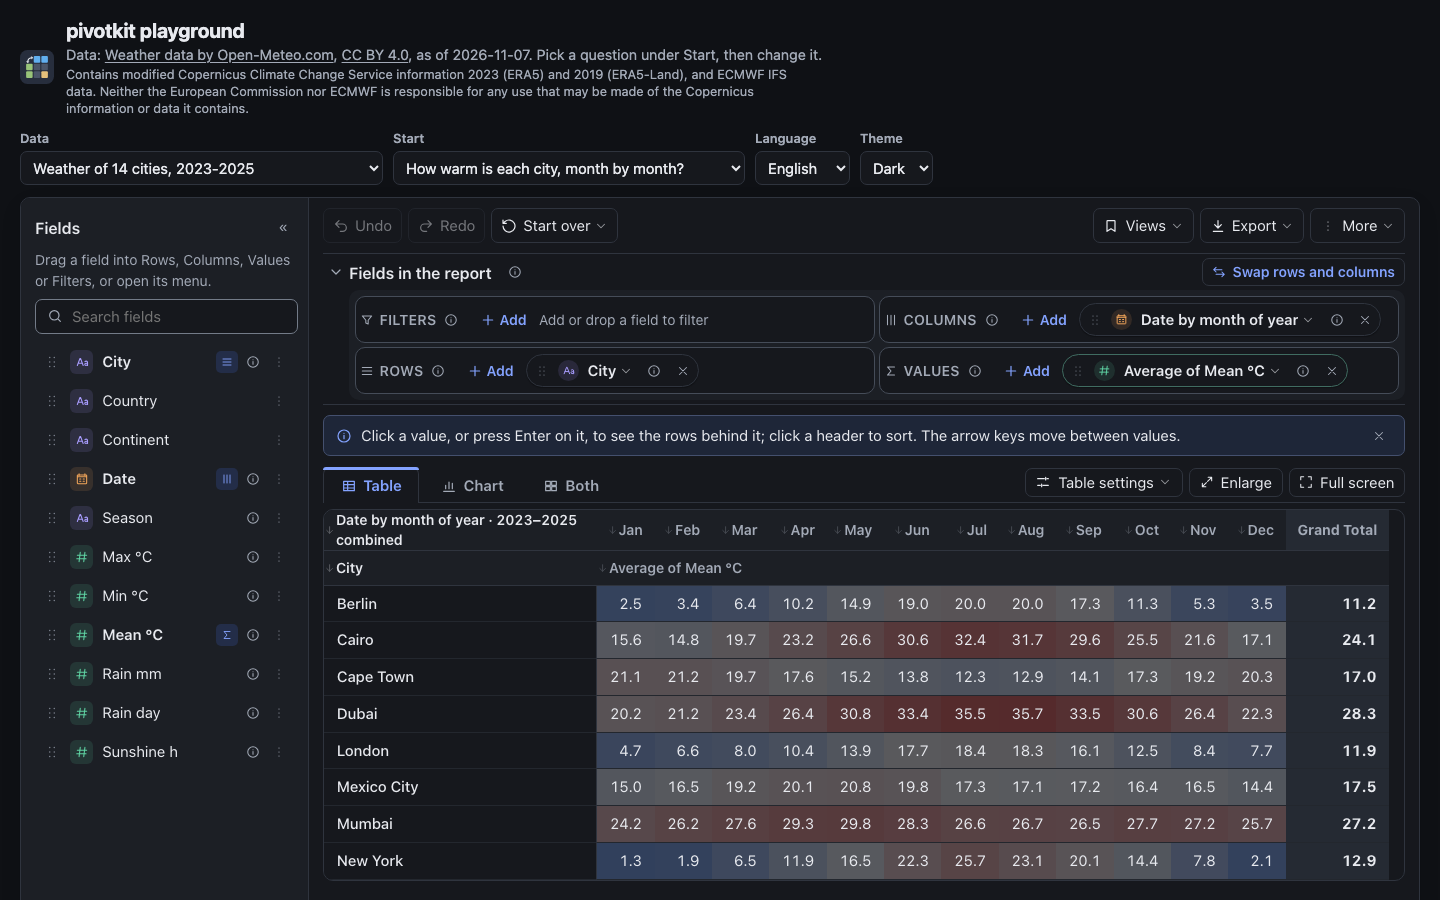 pivotkit playground
Data: Weather data by Open-Meteo.com, CC BY 4.0, as of 2026-11-07. Pick a question under Start, then change it.
Contains modified Copernicus Climate Change Service information 2023 (ERA5) and 2019 (ERA5-Land), and ECMWF IFS
data. Neither the European Commission nor ECMWF is responsible for any use that may be made of the Copernicus
information or data it contains.
Data Start Language Theme
Weather of 14 cities, 2023-2025 How warm is each city, month by month? English Dark
Fields «
Drag a field into Rows, Columns, Values
or Filters, or open its menu.
Search fields
Aa City
Aa Country
Aa Continent
Date
Aa Season
# Max °C
# Min °C
# Mean °C Σ
# Rain mm
# Rain day
# Sunshine h
Undo Redo Start over Views Export More
Fields in the report Swap rows and columns
FILTERS + Add Add or drop a field to filter
COLUMNS + Add Date by month of year
ROWS + Add Aa City
Σ VALUES + Add # Average of Mean °C
Click a value, or press Enter on it, to see the rows behind it; click a header to sort. The arrow keys move between values.
Table Chart Both Table settings Enlarge Full screen
Date by month of year · 2023–2025
combined
↓ Jan ↓ Feb ↓ Mar ↓ Apr ↓ May ↓ Jun ↓ Jul ↓ Aug ↓ Sep ↓ Oct ↓ Nov ↓ Dec Grand Total
↓ City ↓ Average of Mean °C
Berlin 2.5 3.4 6.4 10.2 14.9 19.0 20.0 20.0 17.3 11.3 5.3 3.5 11.2
Cairo 15.6 14.8 19.7 23.2 26.6 30.6 32.4 31.7 29.6 25.5 21.6 17.1 24.1
Cape Town 21.1 21.2 19.7 17.6 15.2 13.8 12.3 12.9 14.1 17.3 19.2 20.3 17.0
Dubai 20.2 21.2 23.4 26.4 30.8 33.4 35.5 35.7 33.5 30.6 26.4 22.3 28.3
London 4.7 6.6 8.0 10.4 13.9 17.7 18.4 18.3 16.1 12.5 8.4 7.7 11.9
Mexico City 15.0 16.5 19.2 20.1 20.8 19.8 17.3 17.1 17.2 16.4 16.5 14.4 17.5
Mumbai 24.2 26.2 27.6 29.3 29.8 28.3 26.6 26.7 26.5 27.7 27.2 25.7 27.2
New York 1.3 1.9 6.5 11.9 16.5 22.3 25.7 23.1 20.1 14.4 7.8 2.1 12.9